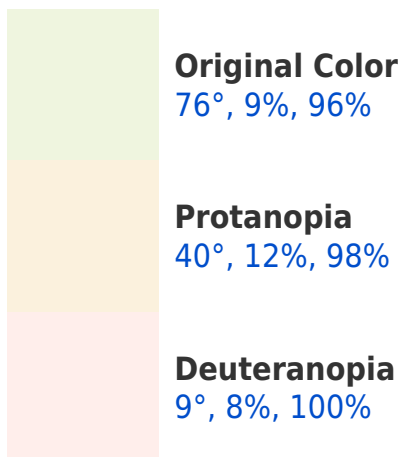 Original Color
76°, 9%, 96%
Protanopia
40°, 12%, 98%
Deuteranopia
9°, 8%, 100%